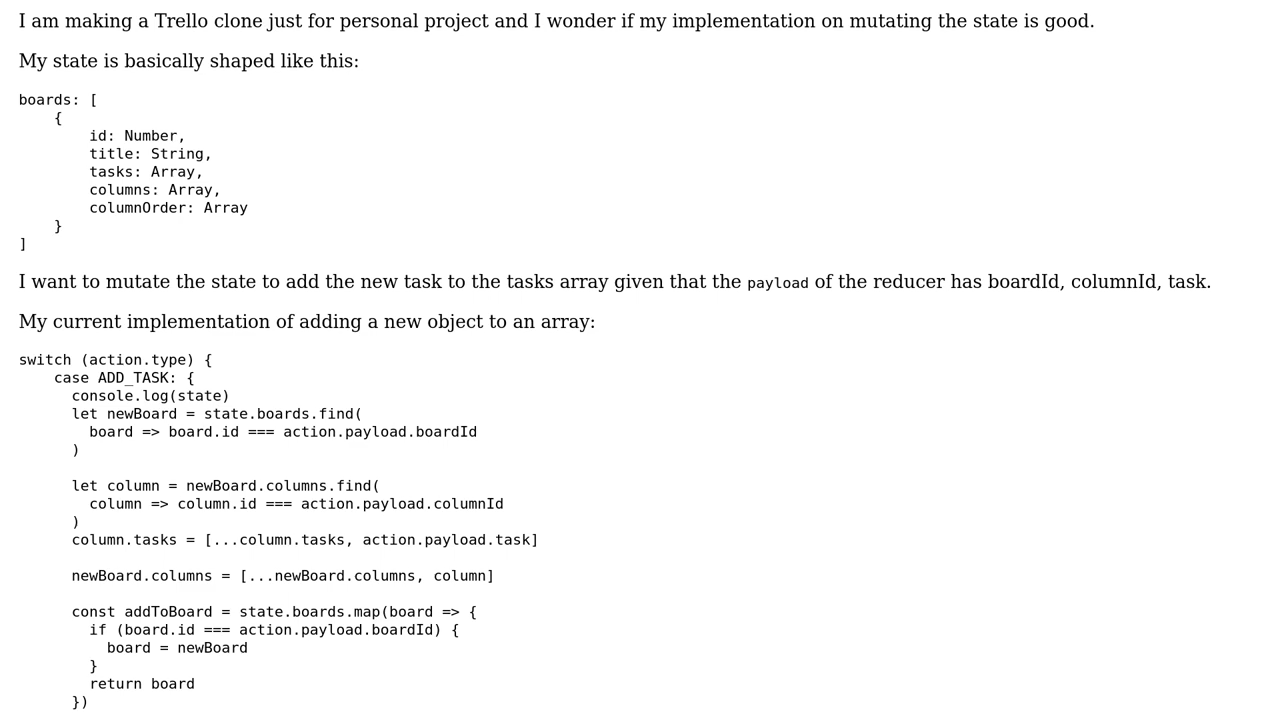 I am making a Trello clone just for personal project and I wonder if my implementation on mutating the state is good.
My state is basically shaped like this:
boards: [
    {
        id: Number,
        title: String,
        tasks: Array,
        columns: Array,
        columnOrder: Array
    }
]
I want to mutate the state to add the new task to the tasks array given that the payload of the reducer has boardId, columnId, task.
My current implementation of adding a new object to an array:
switch (action.type) {
    case ADD_TASK: {
      console.log(state)
      let newBoard = state.boards.find(
        board => board.id === action.payload.boardId
      )
      let column = newBoard.columns.find(
        column => column.id === action.payload.columnId
      )
      column.tasks = [...column.tasks, action.payload.task]
      newBoard.columns = [...newBoard.columns, column]
      const addToBoard = state.boards.map(board => {
        if (board.id === action.payload.boardId) {
          board = newBoard
        }
        return board
      })